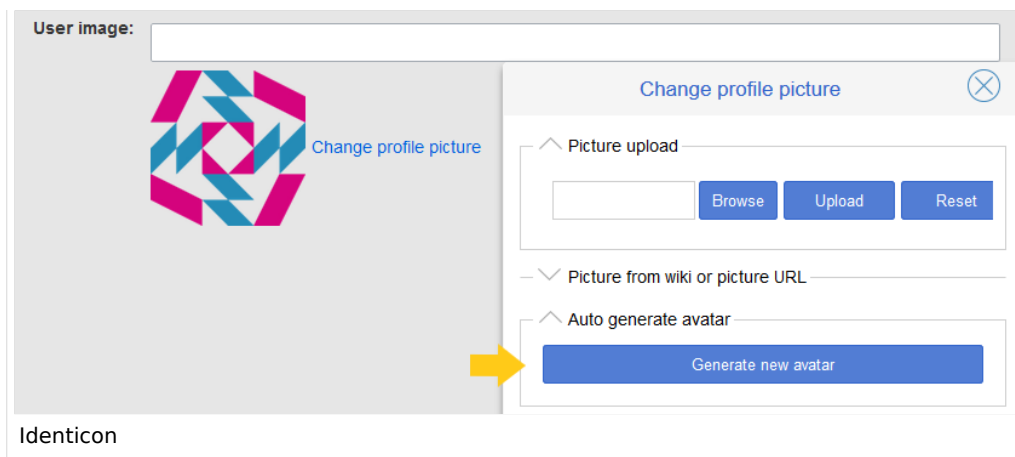 User image:
Change profile picture
Change profile picture
Picture upload
Browse Upload Reset
Picture from wiki or picture URL
Auto generate avatar
Generate new avatar
Identicon